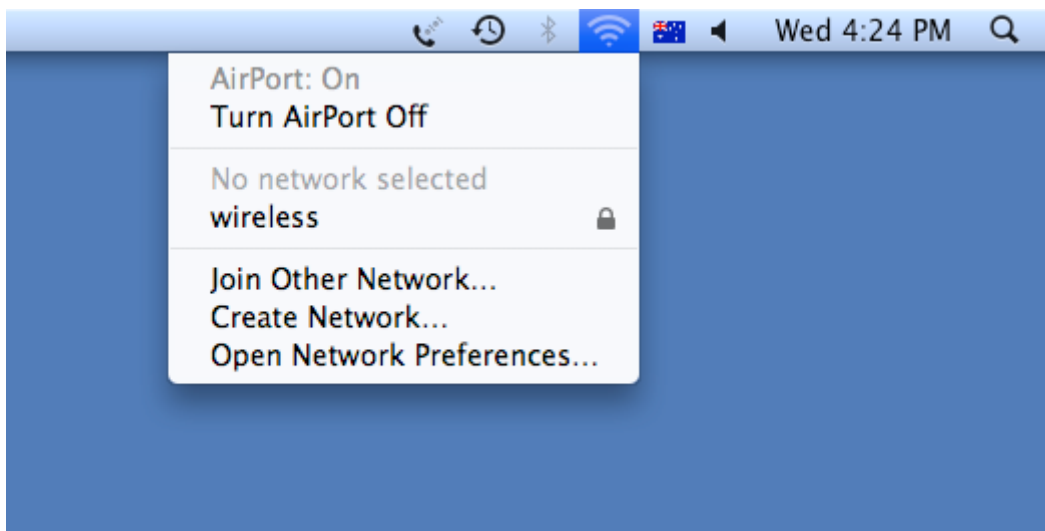 Wed 4:24 PM
AirPort: On
Turn AirPort Off
No network selected
wireless
Join Other Network...
Create Network...
Open Network Preferences...